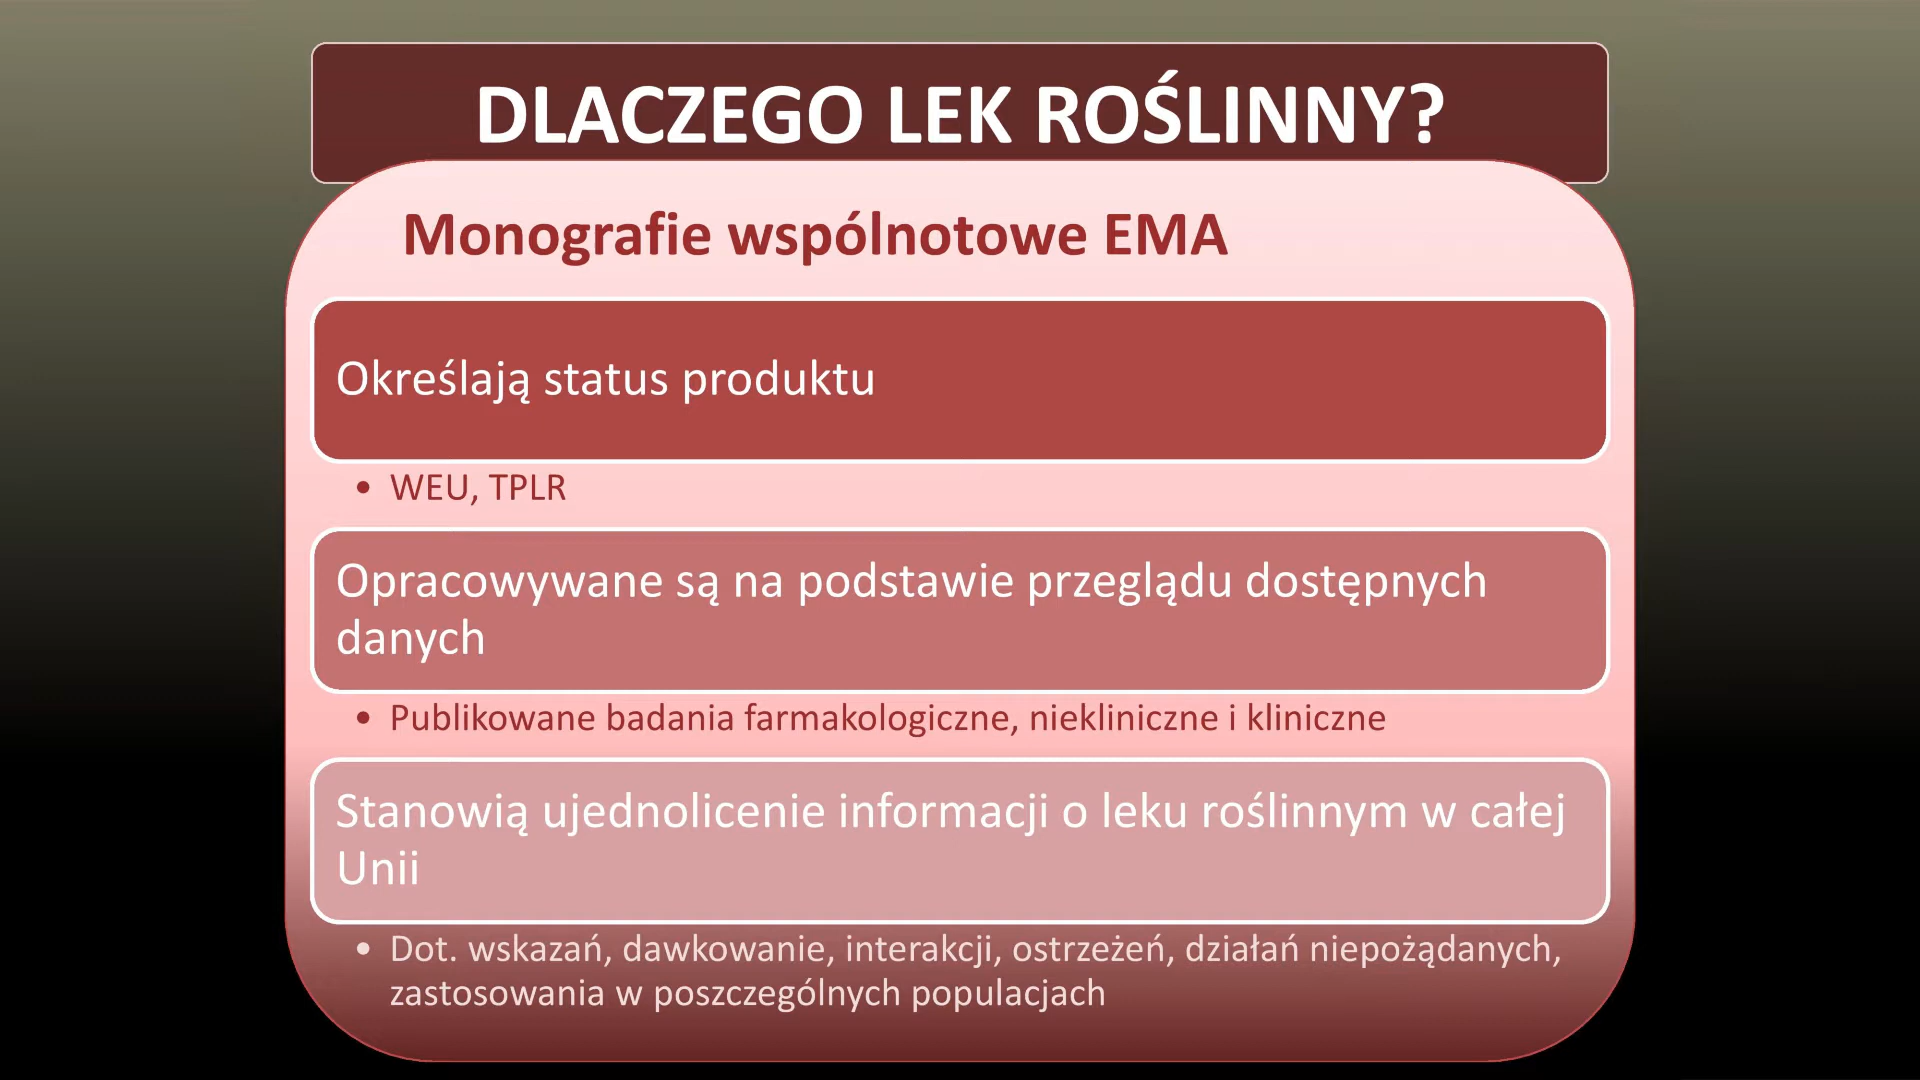 DLACZEGO LEK ROŚLINNY?
Monografie wspólnotowe EMA
Określają status produktu
• WEU, TPLR
Opracowywane są na podstawie przeglądu dostępnych
danych
• Publikowane badania farmakologiczne, niekliniczne i kliniczne
Stanowią ujednolicenie informacji o leku roślinnym w całej
Unii
• Dot. wskazań, dawkowanie, interakcji, ostrzeżeń, działań niepożądanych,
zastosowania w poszczególnych populacjach